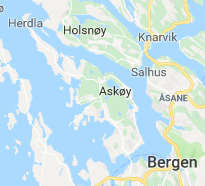 Herdla
Holsnøy
Knarvik
Salhus
Askøy
ÅSANE
Bergen